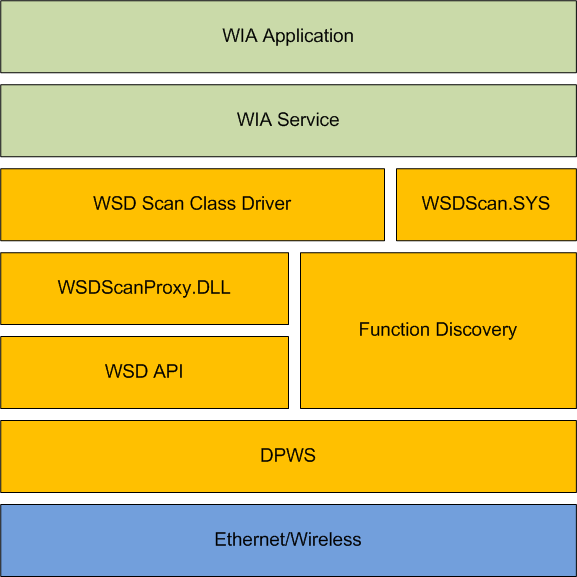 WIA Application
WIA Service
WSD Scan Class Driver
WSDScan.SYS
WSDScanProxy.DLL
Function Discovery
WSD API
DPWS
Ethernet/Wireless